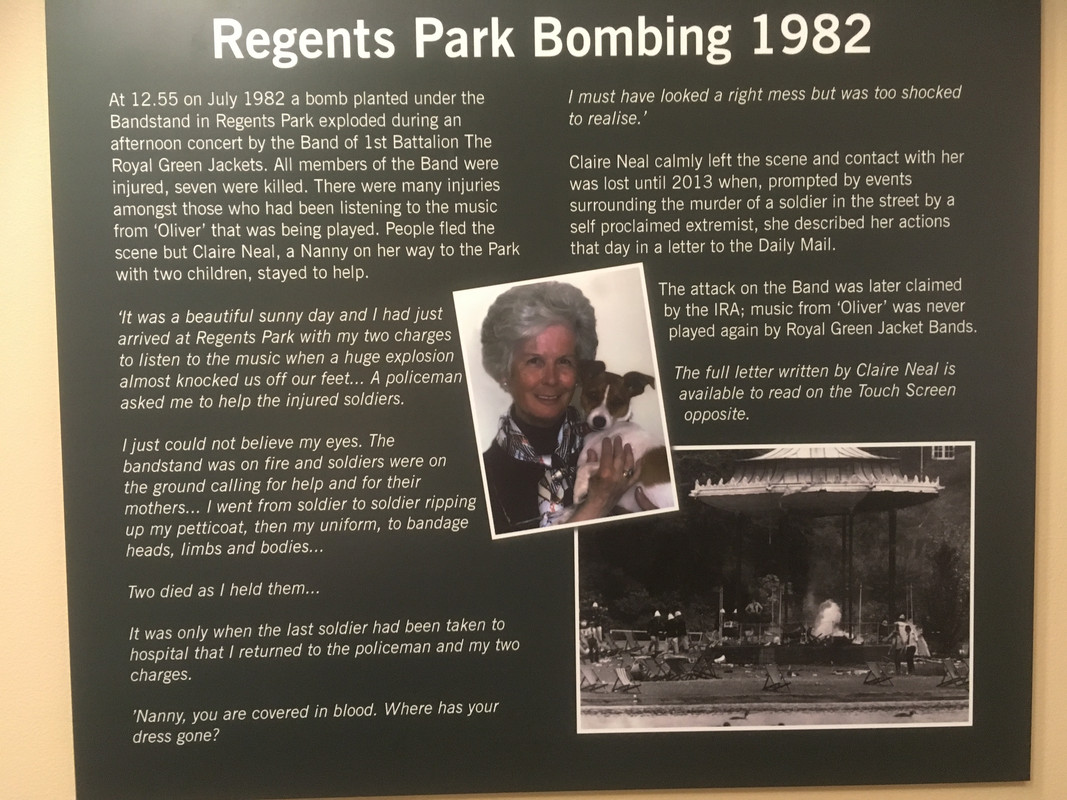 Regents Park Bombing 1982
At 12.55 on July 1982 a bomb planted under the
Bandstand in Regents Park exploded during an
afternoon concert by the Band of 1st Battalion The
Royal Green Jackets. All members of the Band were
injured, seven were killed. There were many injuries
amongst those who had been listening to the music
from ‘Oliver’ that was being played. People fled the
scene but Claire Neal, a Nanny on her way to the Park
with two children, stayed to help.
‘It was a beautiful sunny day and I had just
arrived at Regents Park with my two charges
to listen to the music when a huge explosion
almost knocked us off our feet... A policeman
asked me to help the injured soldiers.
I just could not believe my eyes. The
bandstand was on fire and soldiers were on
the ground calling for help and for their
mothers... I went from soldier to soldier ripping
up my petticoat, then my uniform, to bandage
heads, limbs and bodies...
Two died as I held them...
It was only when the last soldier had been taken to
hospital that I returned to the policeman and my two
charges.
’Nanny, you are covered in blood. Where has your
dress gone?
I must have looked a right mess but was too shocked
to realise.’
Claire Neal calmly left the scene and contact with her
was lost until 2013 when, prompted by events
surrounding the murder of a soldier in the street by a
self proclaimed extremist, she described her actions
that day in a letter to the Daily Mail.
The attack on the Band was later claimed
by the IRA; music from ‘Oliver’ was never
played again by Royal Green Jacket Bands.
The full letter written by Claire Neal is
available to read on the Touch Screen
opposite.